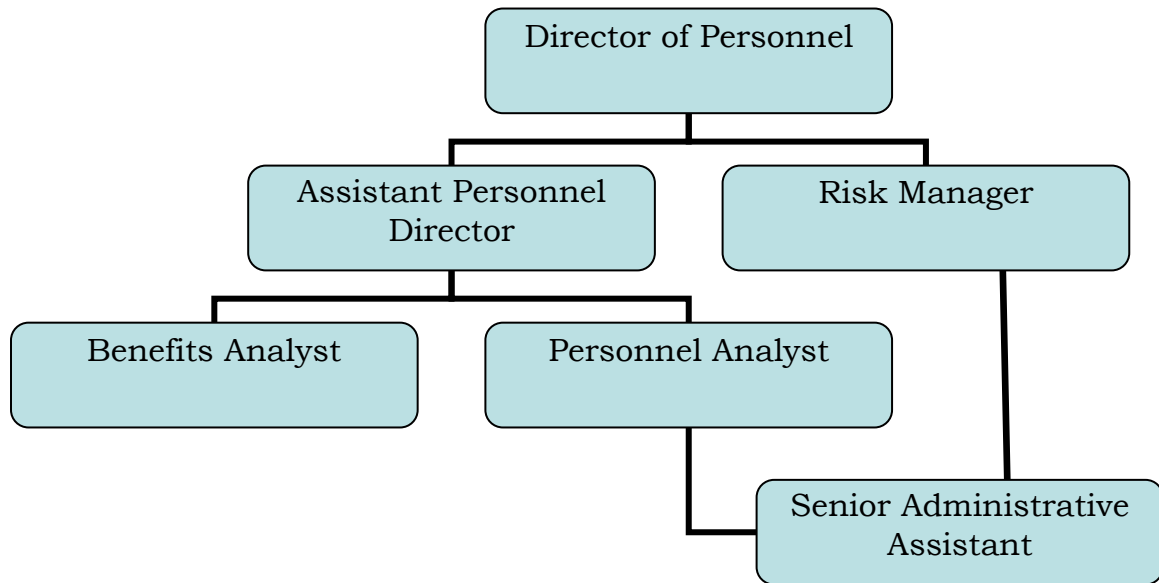 Director of Personnel
Assistant Personnel
Director
Risk Manager
Benefits Analyst
Personnel Analyst
Senior Administrative
Assistant